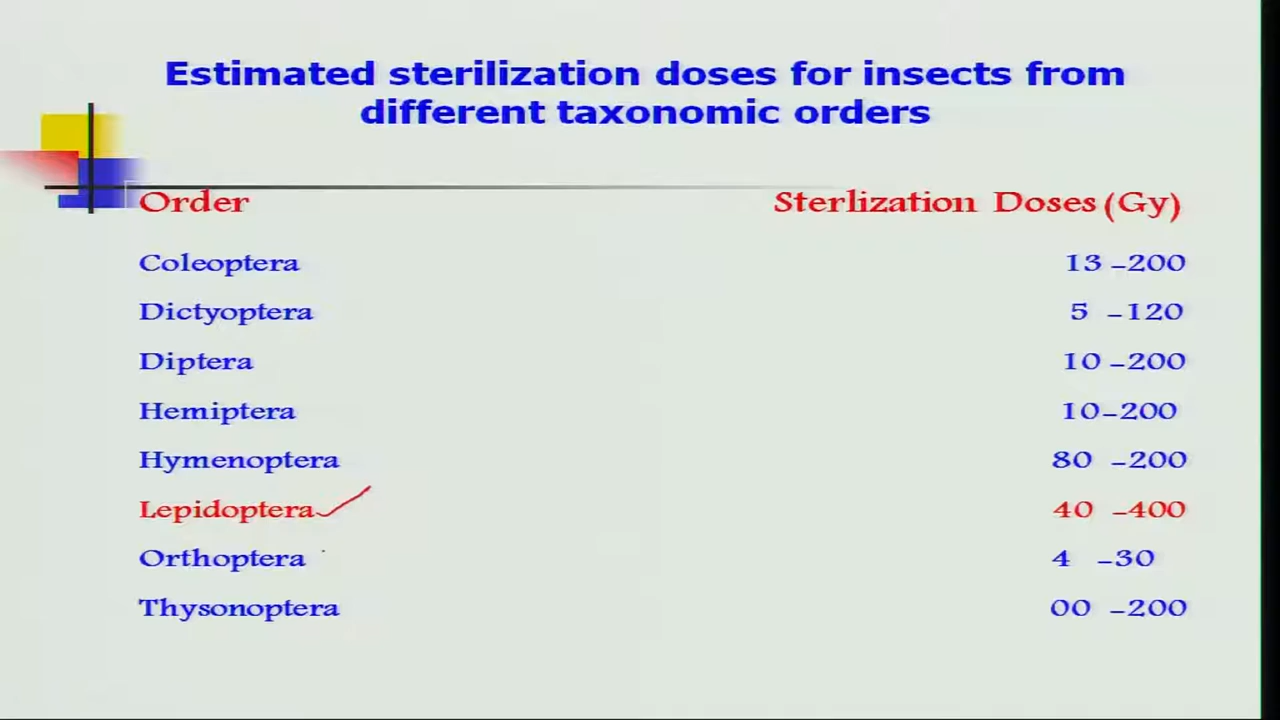 Estimated sterilization doses for insects from
different taxonomic orders
Order Sterlization Doses (Gy)
Coleoptera 13 -200
Dictyoptera 5 -120
Diptera 10 -200
Hemiptera 10-200
Hymenoptera 80 -200
Lepidoptera 40 -400
Orthoptera 4 -30
Thysonoptera 00 -200